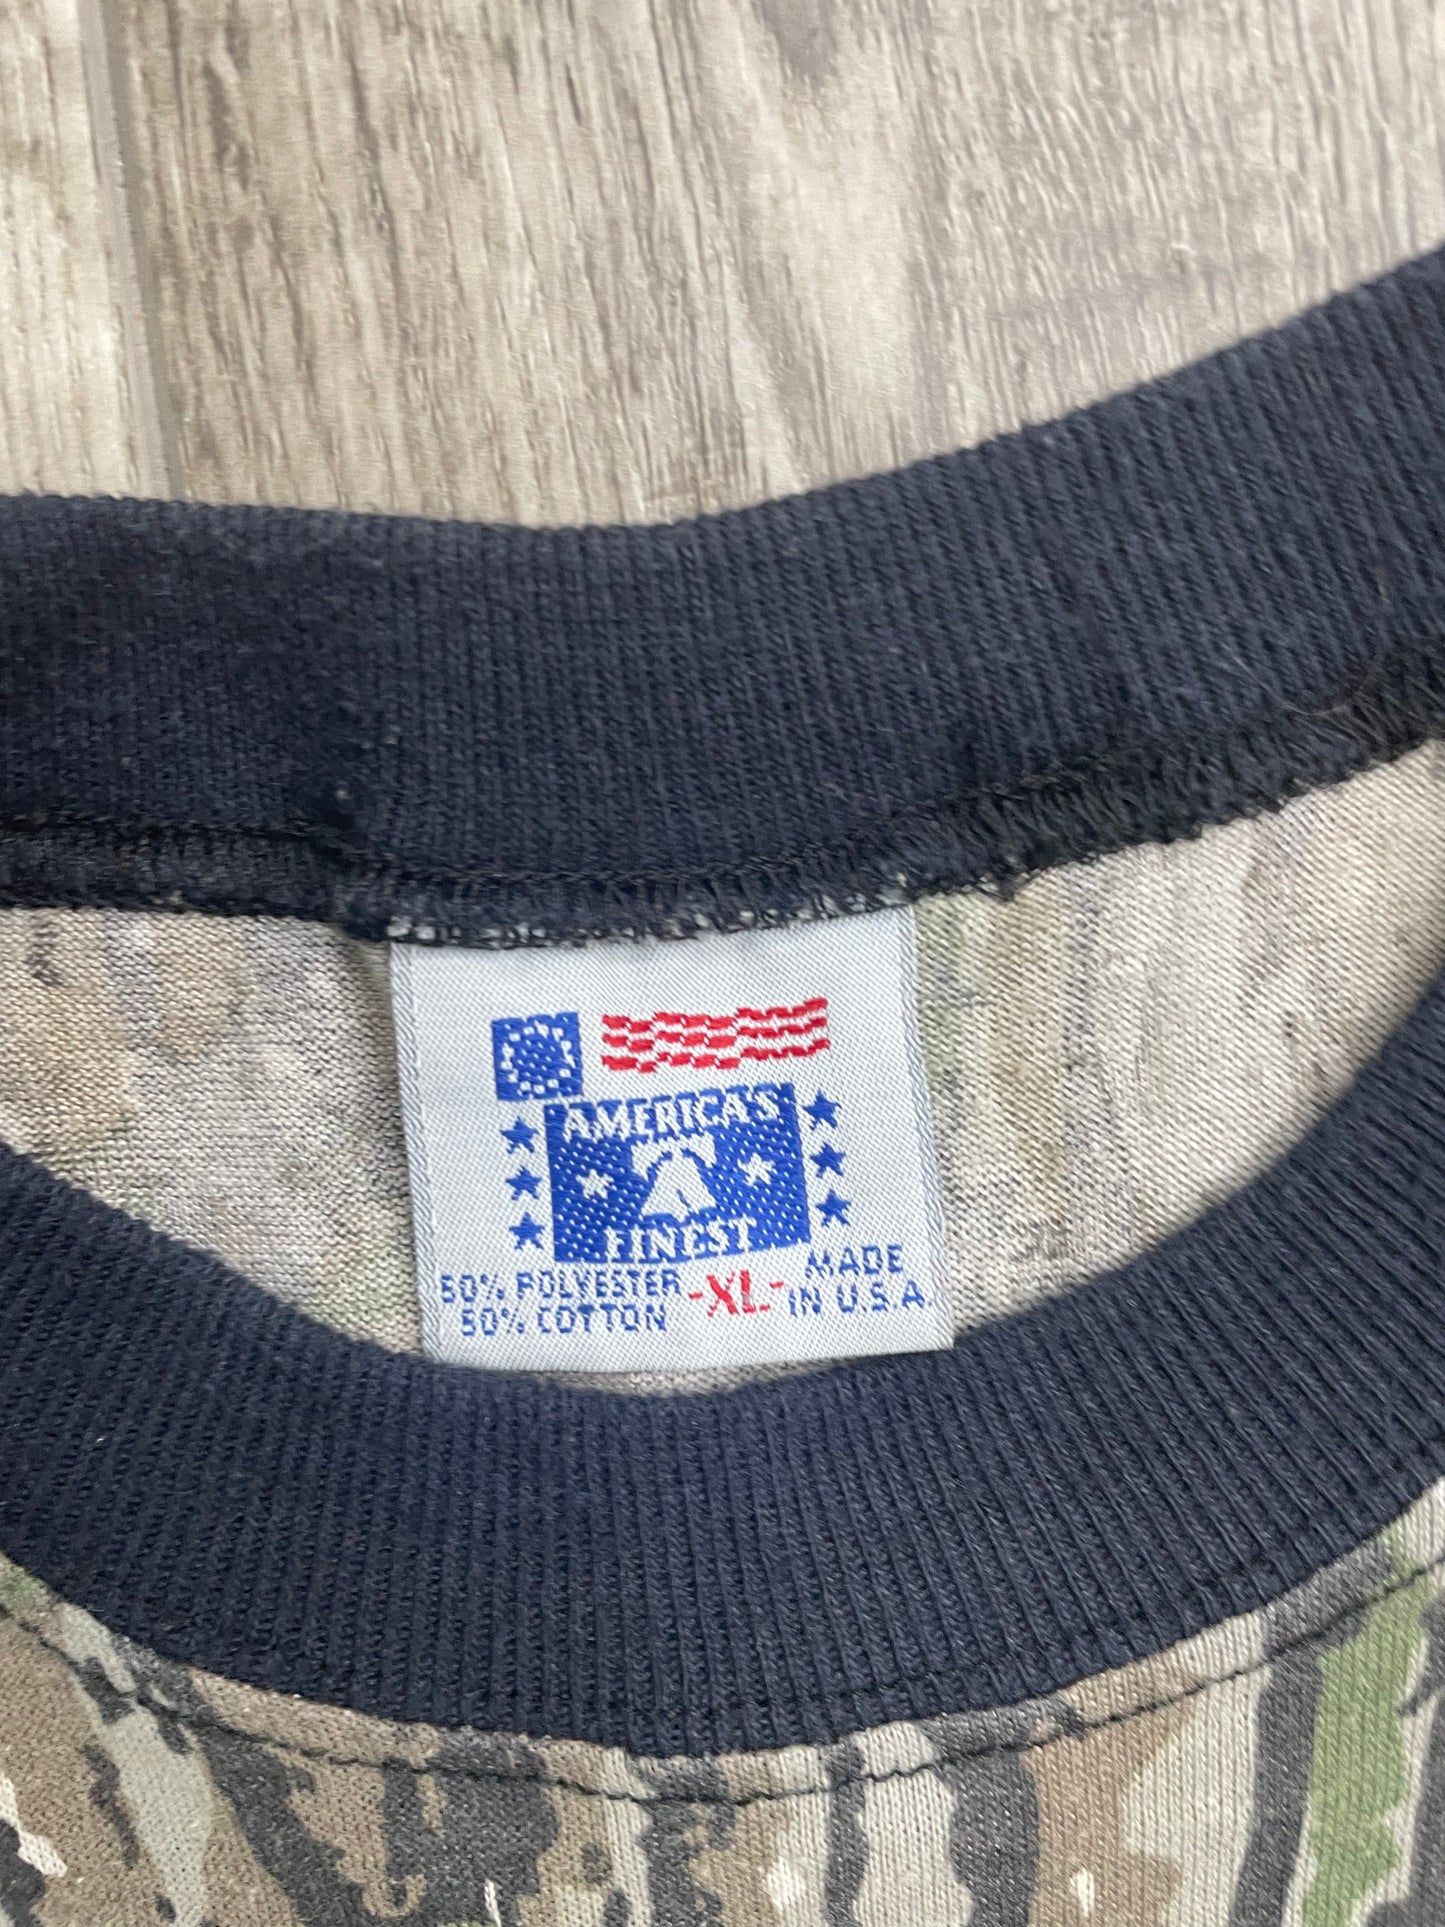 AMERICA'S
FINEST
50% POLYESTER
50% COTTON
-XL-
MADE
IN U.S.A.